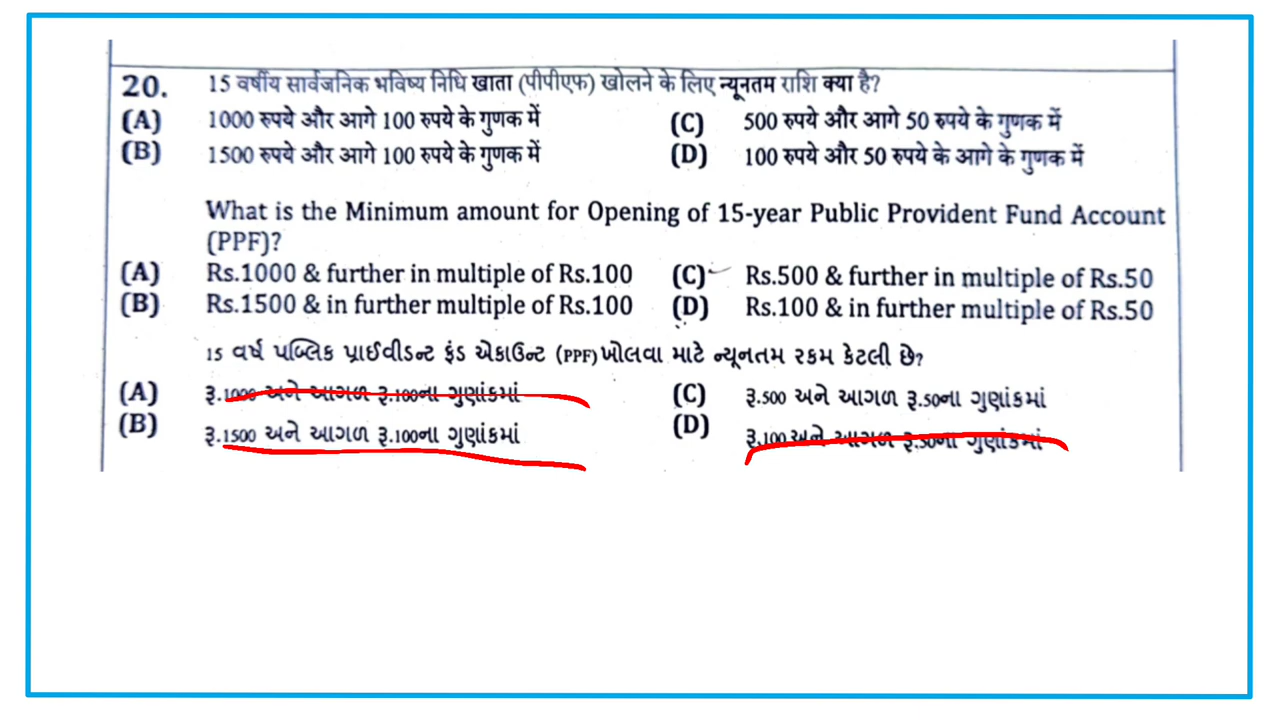 20. 15 वर्षीय सार्वजनिक भविष्य निधि खाता (पीपीएफ) खोलने के लिए न्यूनतम राशि क्या है?
(A) 1000 रुपये और आगे 100 रुपये के गुणक में (C) 500 रुपये और आगे 50 रुपये के गुणक में
(B) 1500 रुपये और आगे 100 रुपये के गुणक में (D) 100 रुपये और 50 रुपये के आगे के गुणक में
What is the Minimum amount for Opening of 15-year Public Provident Fund Account
(PPF)?
(A) Rs.1000 & further in multiple of Rs.100 (C) Rs.500 & further in multiple of Rs.50
(B) Rs.1500 & in further multiple of Rs.100 (D) Rs.100 & in further multiple of Rs.50
15 વર્ષ પબ્લિક પ્રાઈવીડન્ટ ફંડ એકાઉન્ટ (PPF) ખોલવા માટે ન્યૂનતમ રકમ કેટલી છે?
(A) રૂ.1000 અને આગળ રૂ.100ના ગુણાંકમાં (C) રૂ.500 અને આગળ રૂ.50ના ગુણાંકમાં
(B) રૂ.1500 અને આગળ રૂ.100ના ગુણાંકમાં (D) રૂ.100 અને આગળ રૂ.50ના ગુણાંકમાં